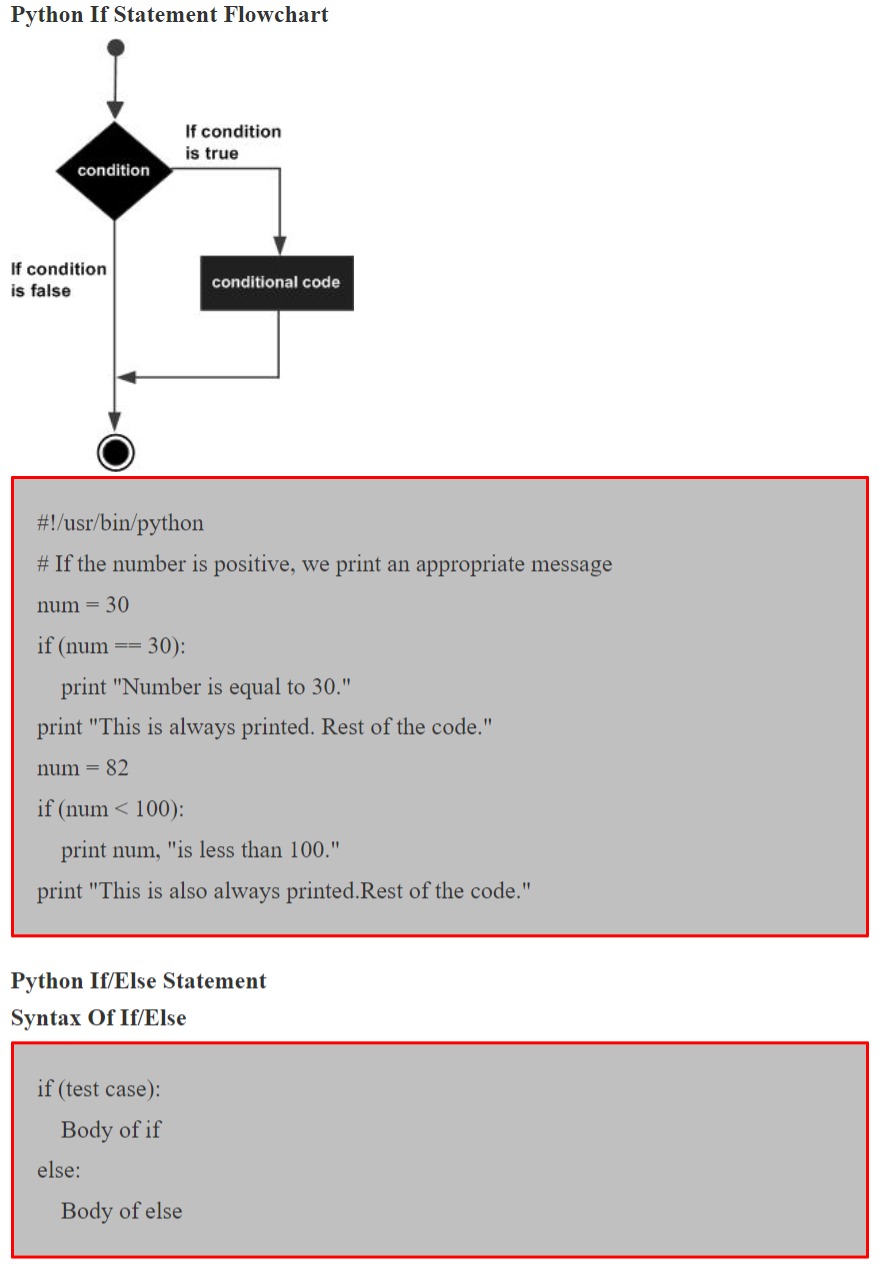 Python If Statement Flowchart
If condition
is true
condition
If condition
is false
conditional code
#!/usr/bin/python
# If the number is positive, we print an appropriate message
num = 30
if (num == 30):
print "Number is equal to 30."
print "This is always printed. Rest of the code."
num = 82
if (num < 100):
print num, "is less than 100."
print "This is also always printed.Rest of the code."
Python If/Else Statement
Syntax Of If/Else
if (test case):
Body of if
else:
Body of else